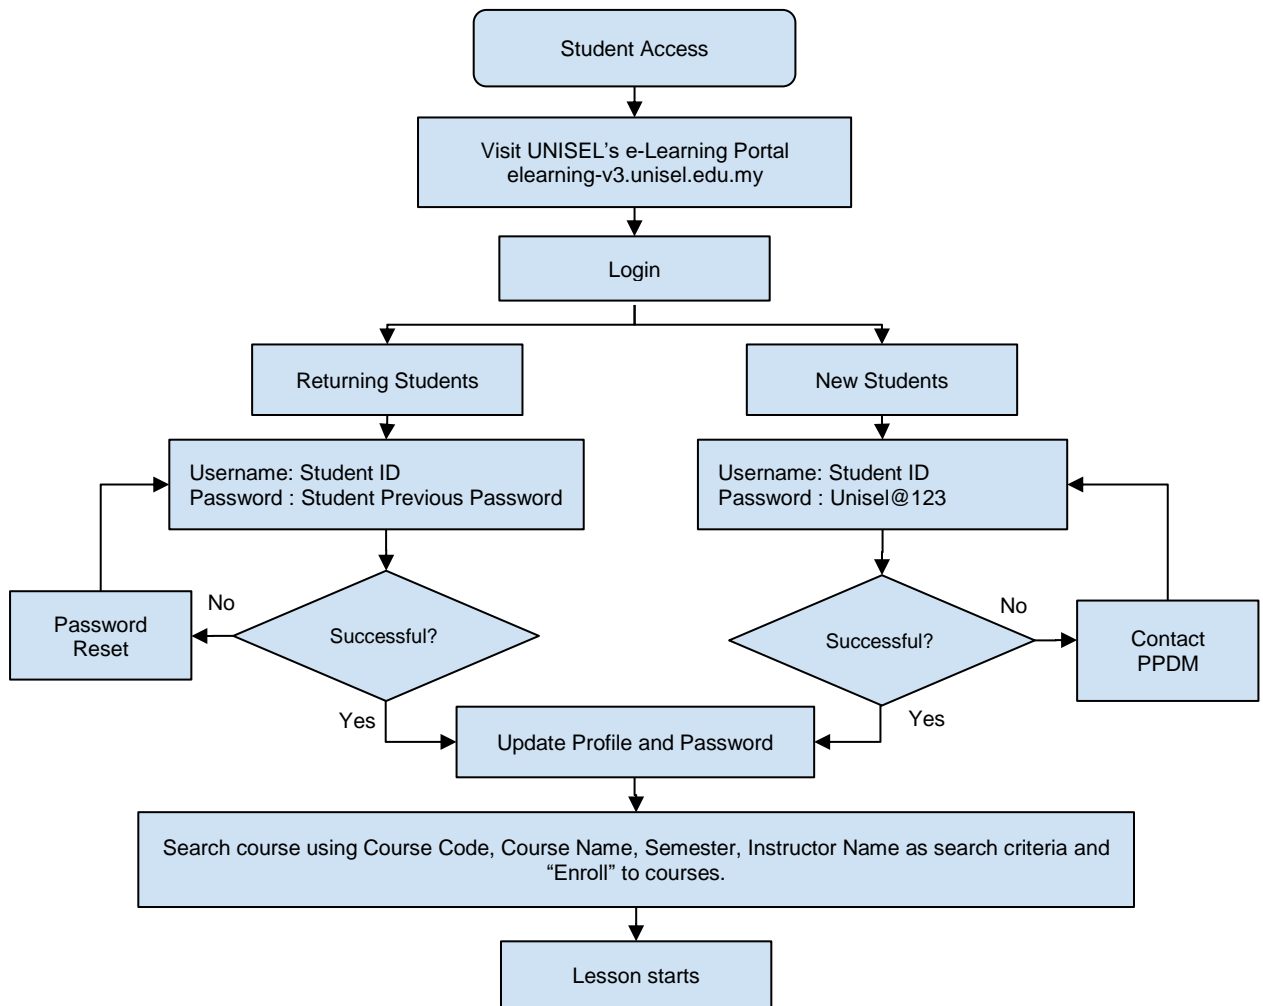 Student Access
Visit UNISEL’s e-Learning Portal
elearning-v3.unisel.edu.my
Login
Returning Students
New Students
Username: Student ID
Password : Student Previous Password
Username: Student ID
Password : Unisel@123
No
Password
Reset
Successful?
Successful?
No
Contact
PPDM
Yes
Update Profile and Password
Yes
Search course using Course Code, Course Name, Semester, Instructor Name as search criteria and
“Enroll” to courses.
Lesson starts